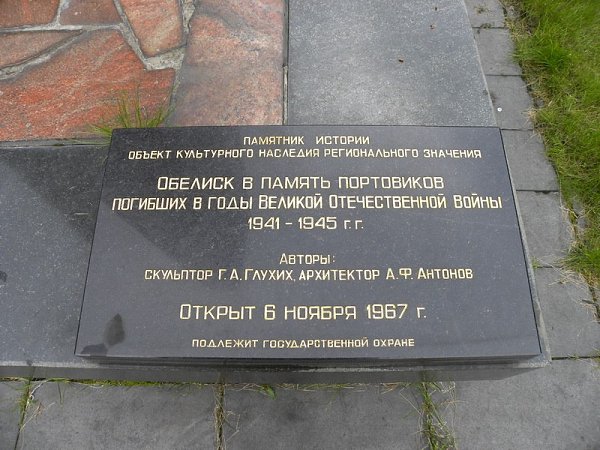 Памятник истории
объект культурного наследия регионального значения
Обелиск в память портовиков
погибших в годы Великой Отечественной Войны
1941 - 1945 г.г.
Авторы:
скульптор Г.А.Глухих, архитектор А.Ф.Антонов
Открыт 6 ноября 1967 г.
подлежит государственной охране